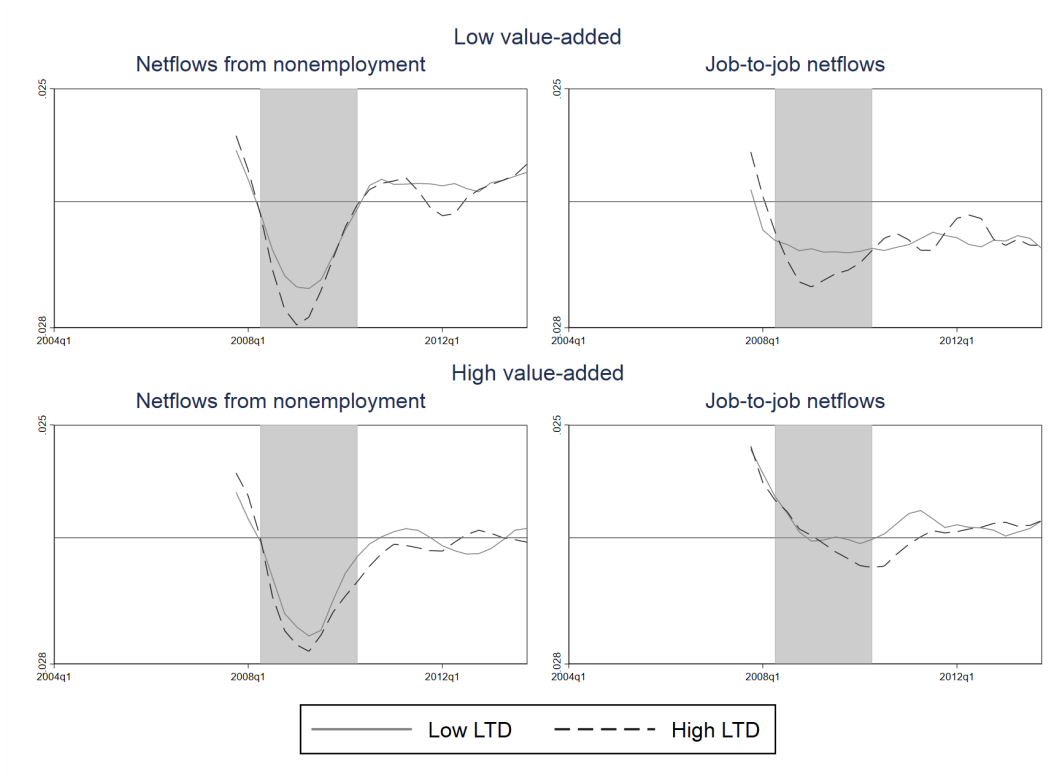 Low value-added
Netflows from nonemployment
Job-to-job netflows
.025
.028
2004q1
2008q1
2012q1
2004q1
2008q1
2012q1
High value-added
Netflows from nonemployment
Job-to-job netflows
.025
.028
2004q1
2008q1
2012q1
.025
.028
2004q1
2008q1
2012q1
Low LTD
High LTD